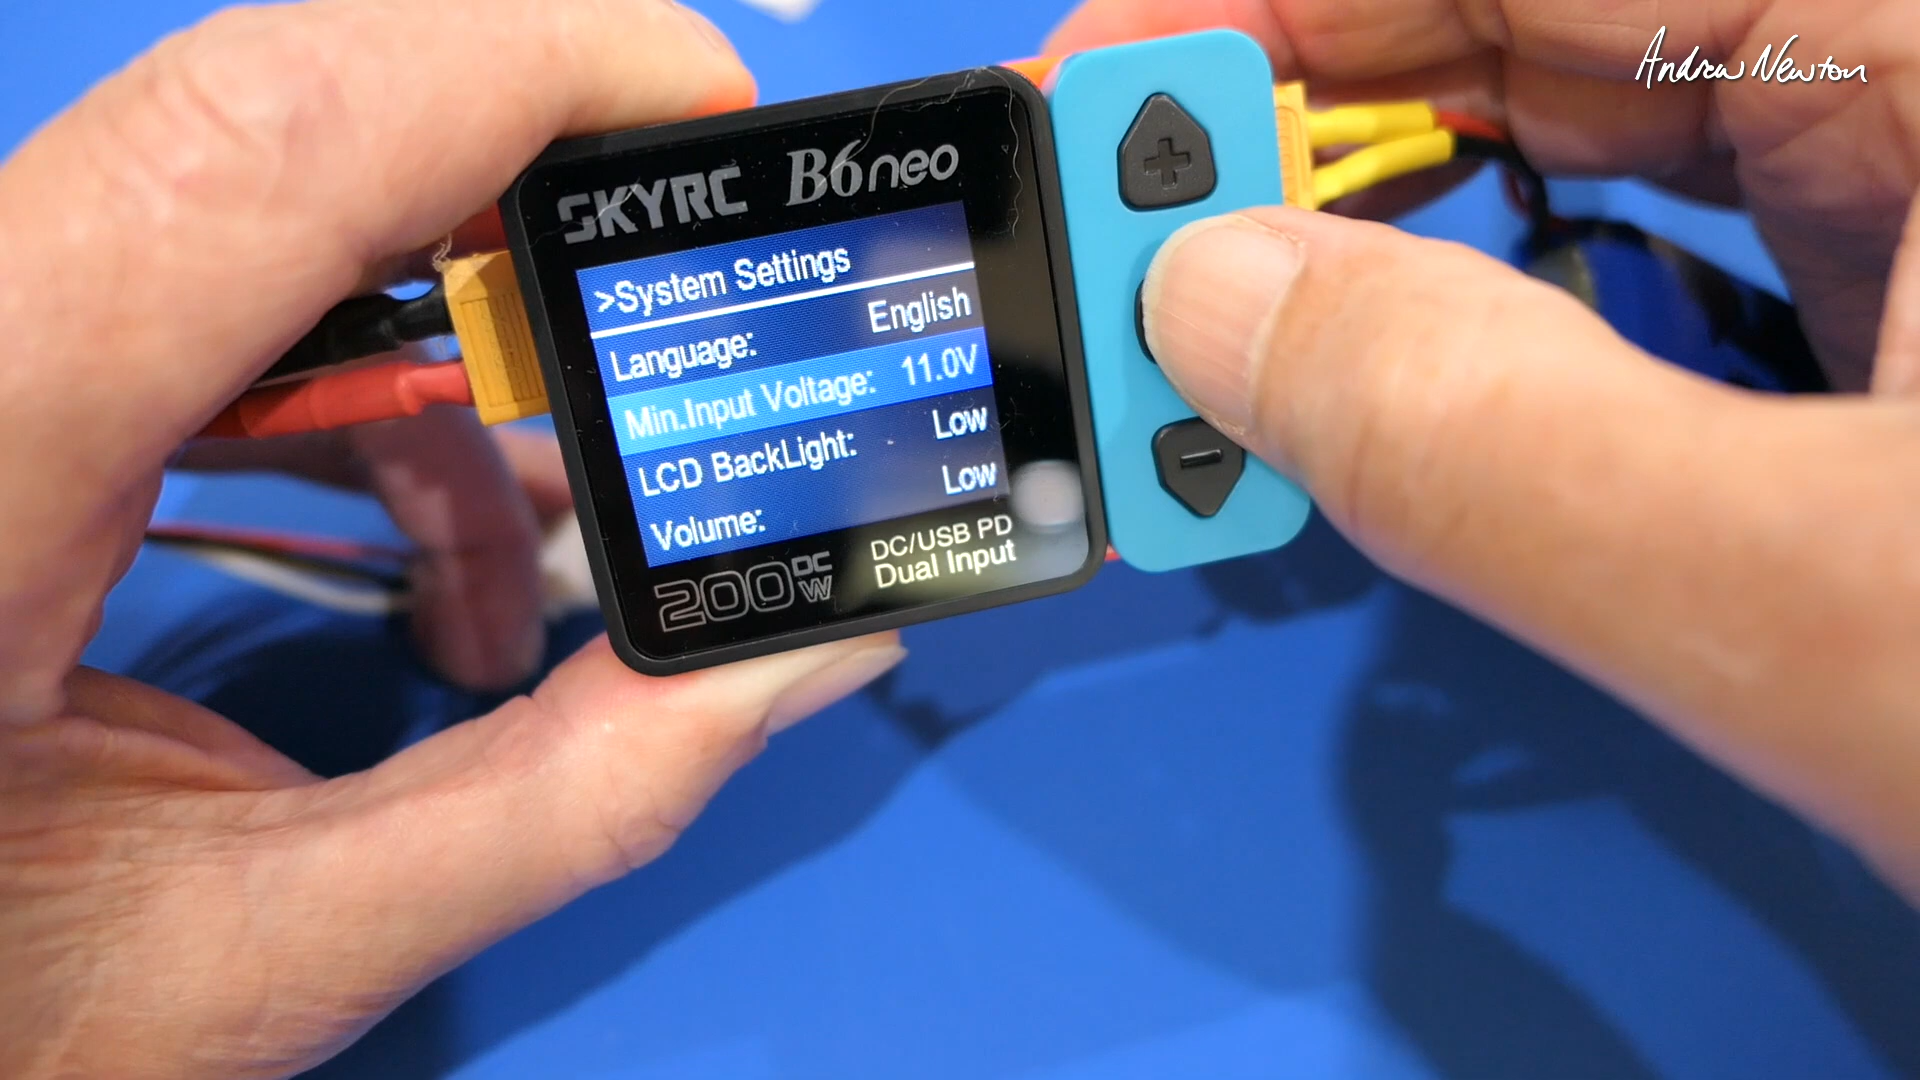 Andrew Newton
SKYRC B6neo
>System Settings
Language: English
Min.Input Voltage: 11.0V
LCD BackLight: Low
Volume: Low
200 DC W
DC/USB PD
Dual Input